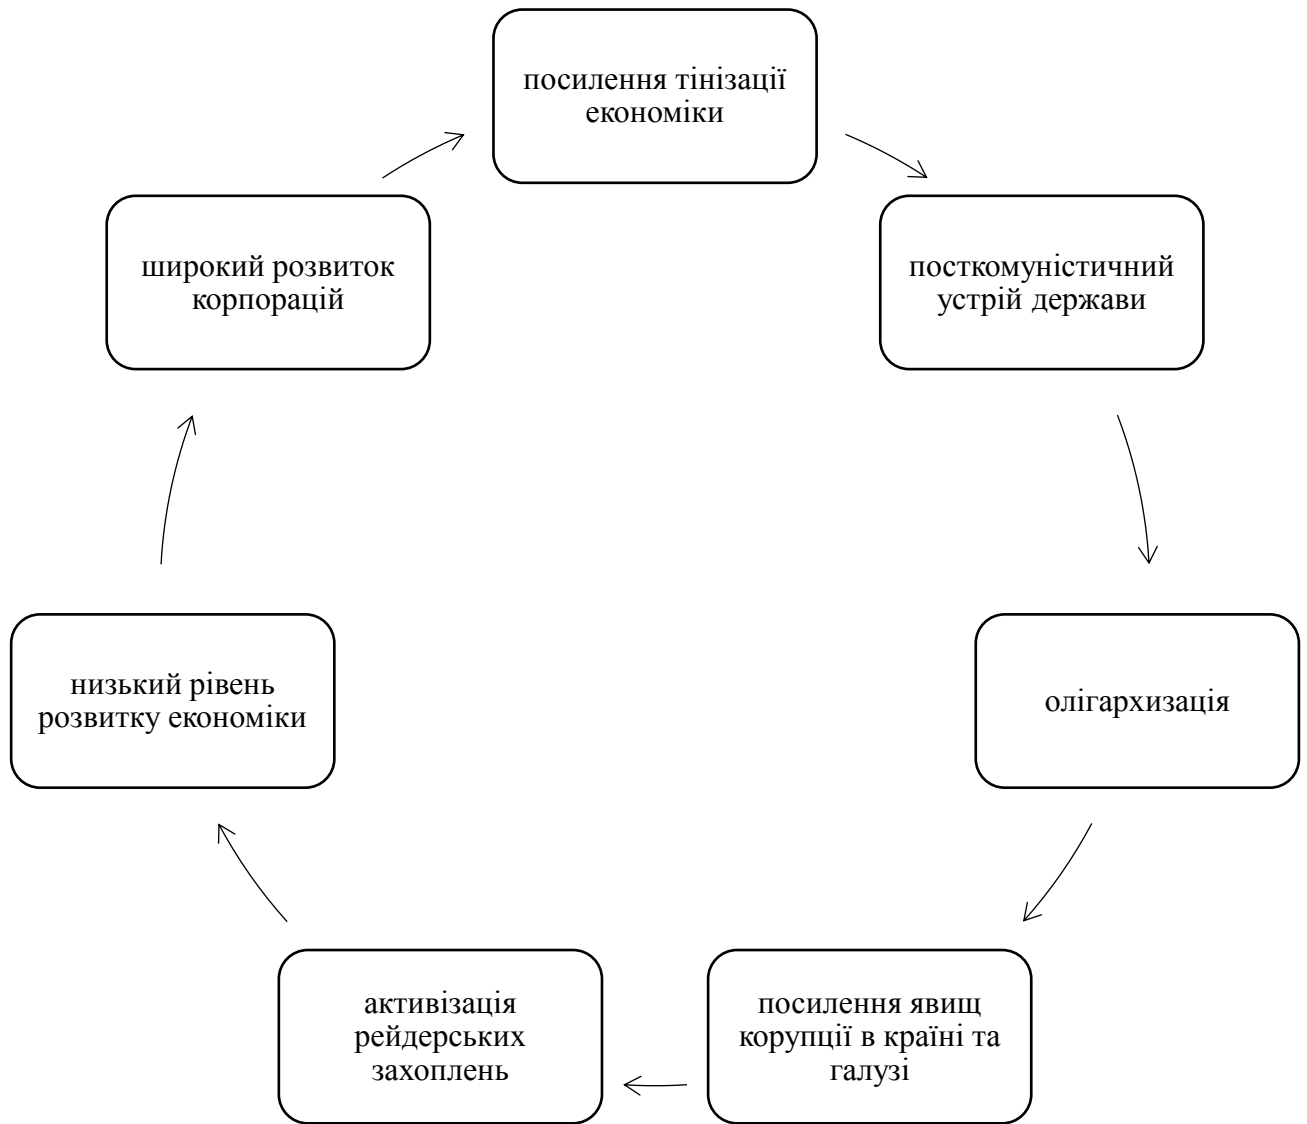 посилення тінізації
економіки
посткомуністичний
устрій держави
олігархизація
посилення явищ
корупції в країні та
галузі
активізація
рейдерських
захоплень
низький рівень
розвитку економіки
широкий розвиток
корпорацій